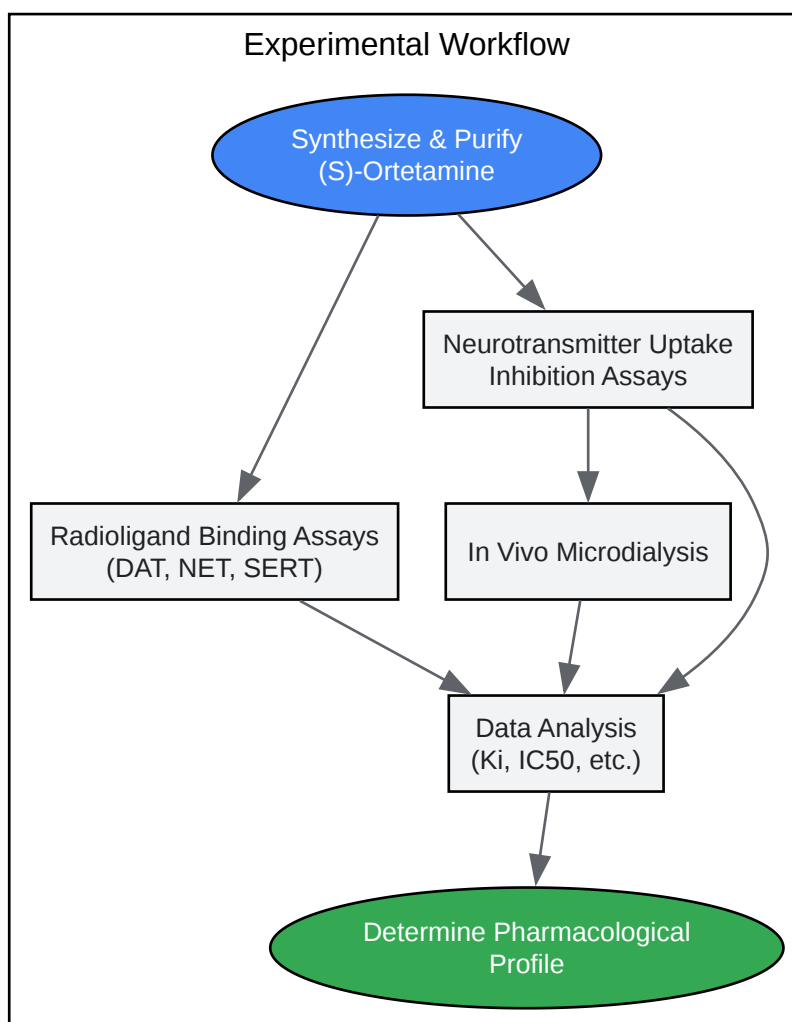 Experimental Workflow
Synthesize & Purify
(S)-Ortetamine
Neurotransmitter Uptake
Inhibition Assays
Radioligand Binding Assays
(DAT, NET, SERT)
In Vivo Microdialysis
Data Analysis
(Ki, IC50, etc.)
Determine Pharmacological
Profile